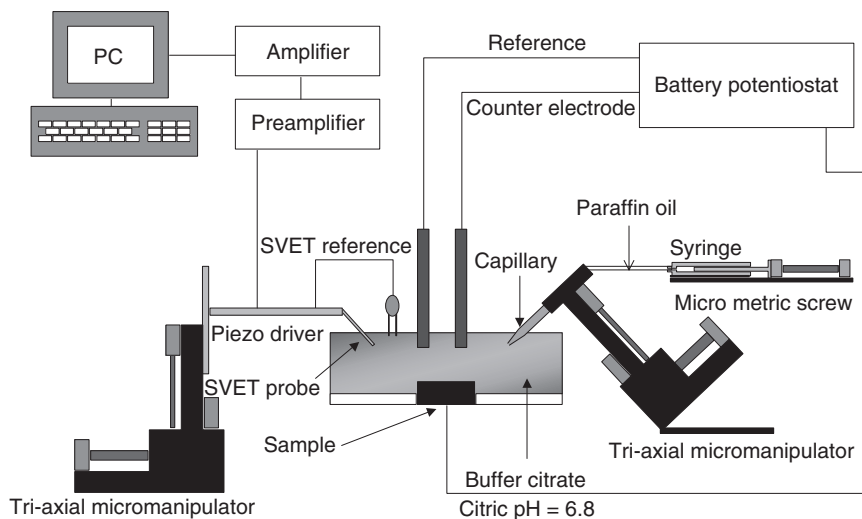 PC
Amplifier
Preamplifier
Reference
Counter electrode
Battery potentiostat
Paraffin oil
Syringe
Micro metric screw
SVET reference
Capillary
Piezo driver
SVET probe
Sample
Tri-axial micromanipulator
Tri-axial micromanipulator
Buffer citrate
Citric pH = 6.8